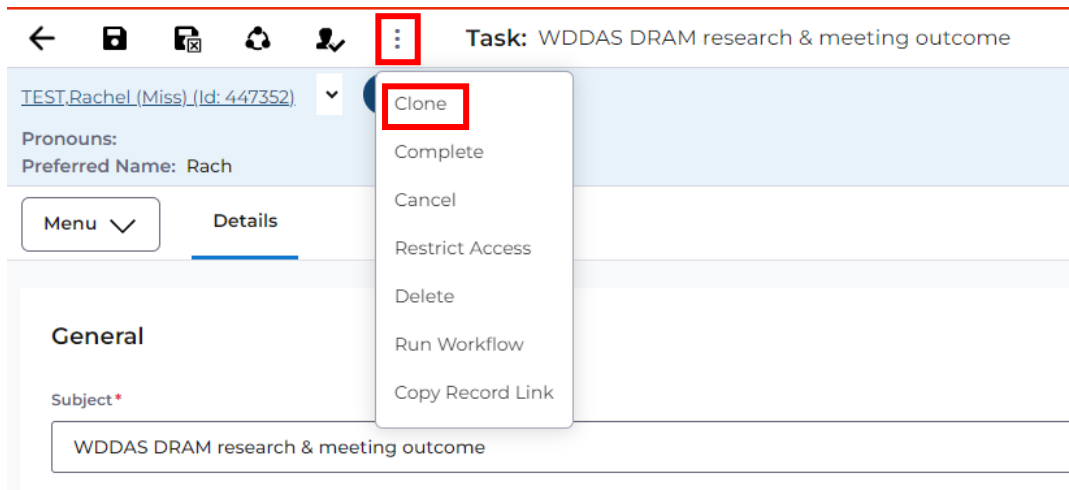 Task: WDDAS DRAM research & meeting outcome
TEST,Rachel (Miss) (Id: 447352)
Pronouns:
Preferred Name: Rach
Menu
Details
Clone
Complete
Cancel
Restrict Access
Delete
Run Workflow
Copy Record Link
General
Subject*
WDDAS DRAM research & meeting outcome